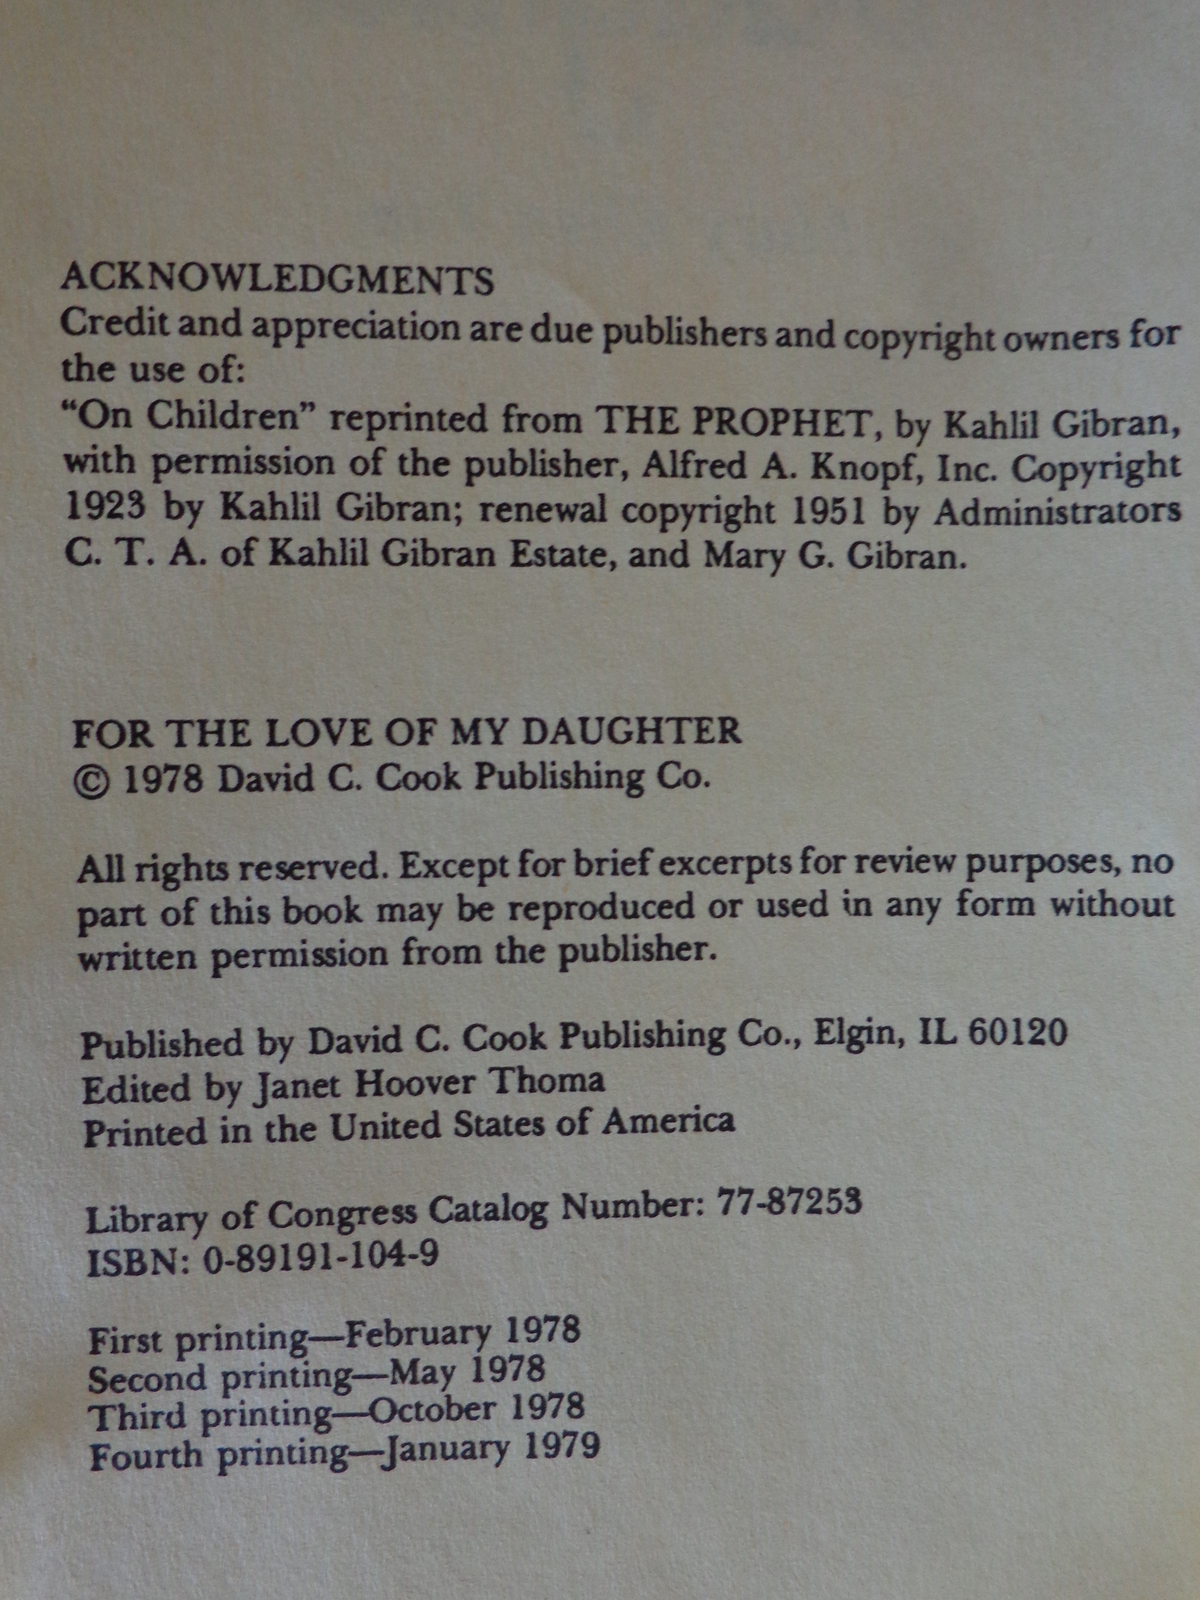 ACKNOWLEDGMENTS
Credit and appreciation are due publishers and copyright owners for
the use of:
“On Children” reprinted from THE PROPHET, by Kahlil Gibran,
with permission of the publisher, Alfred A. Knopf, Inc. Copyright
1923 by Kahlil Gibran; renewal copyright 1951 by Administrators
C. T. A. of Kahlil Gibran Estate, and Mary G. Gibran.
FOR THE LOVE OF MY DAUGHTER
© 1978 David C. Cook Publishing Co.
All rights reserved. Except for brief excerpts for review purposes, no
part of this book may be reproduced or used in any form without
written permission from the publisher.
Published by David C. Cook Publishing Co., Elgin, IL 60120
Edited by Janet Hoover Thoma
Printed in the United States of America
Library of Congress Catalog Number: 77-87253
ISBN: 0-89191-104-9
First printing—February 1978
Second printing—May 1978
Third printing—October 1978
Fourth printing—January 1979